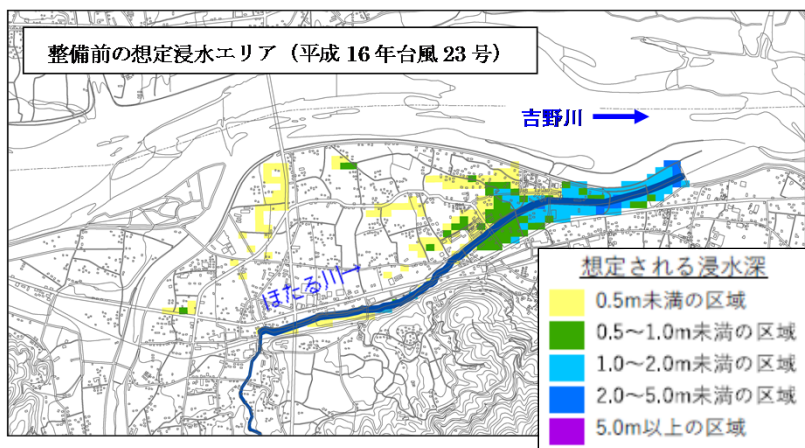 整備前の想定浸水エリア（平成 16 年台風 23 号）
吉野川
ほたる川
想定される浸水深
0.5m未満の区域
0.5～1.0m未満の区域
1.0～2.0m未満の区域
2.0～5.0m未満の区域
5.0m以上の区域